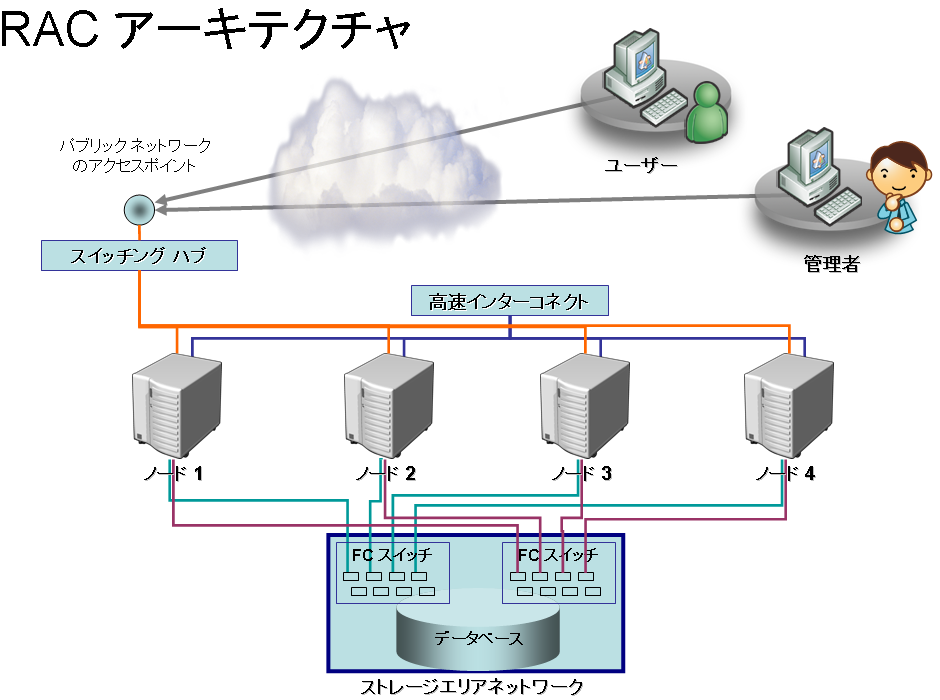 RAC アーキテクチャ
パブリックネットワーク
のアクセスポイント
ユーザー
管理者
スイッチング ハブ
高速インターコネクト
ノード 1
ノード 2
ノード 3
ノード 4
FC スイッチ
FC スイッチ
データベース
ストレージエリアネットワーク